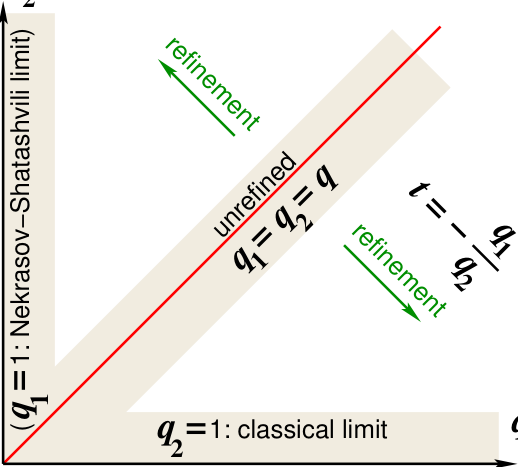 refinement
unrefined
q₁ = q₂ = q
t = - q₁/q₂
refinement
(q₁ = 1: Nekrasov–Shatashvili limit)
q₂ = 1: classical limit